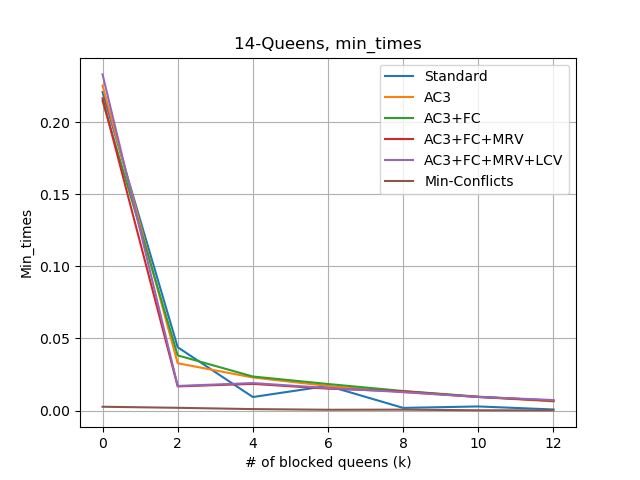 14-Queens, min_times
Standard
AC3
AC3+FC
AC3+FC+MRV
AC3+FC+MRV+LCV
Min-Conflicts
Min_times
0.20
0.15
0.10
0.05
0.00
0 2 4 6 8 10 12
# of blocked queens (k)